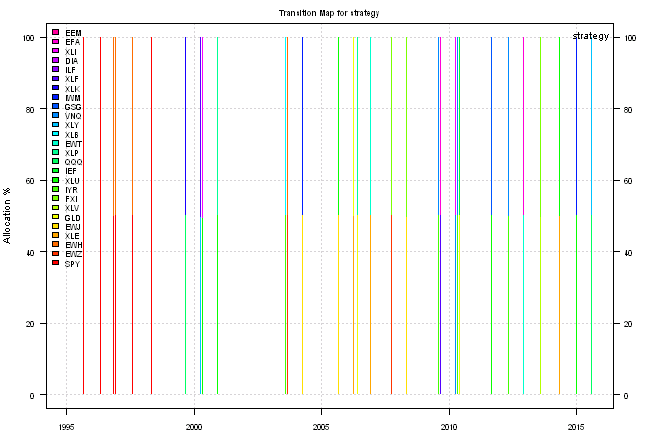 Transition Map for strategy
strategy
EEM
EFA
XLI
DIA
ILF
XLF
XLK
IWM
GSG
VNQ
XLY
XLB
EWT
XLP
QQQ
IEF
XLU
IYR
FXI
XLV
GLD
EWJ
XLE
EWH
EWZ
SPY
Allocation %
100
80
60
40
20
0
100
80
60
40
20
0
1995 2000 2005 2010 2015